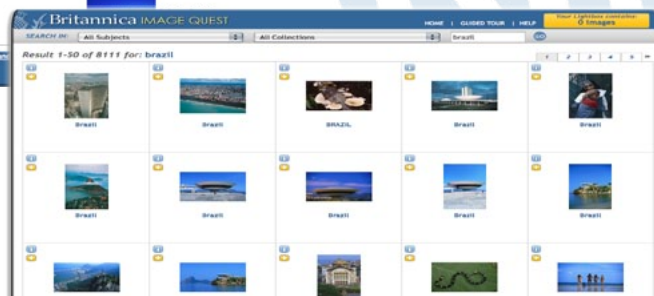 Britannica IMAGE QUEST
HOME | GUIDED TOUR | HELP
Your Lightbox contains:
0 Images
SEARCH IN: All Subjects All Collections brazil GO
Result 1-50 of 8111 for: brazil
1 2 3 4 5
Brazil Brazil BRAZIL Brazil Brazil
Brazil Brazil Brazil Brazil Brazil